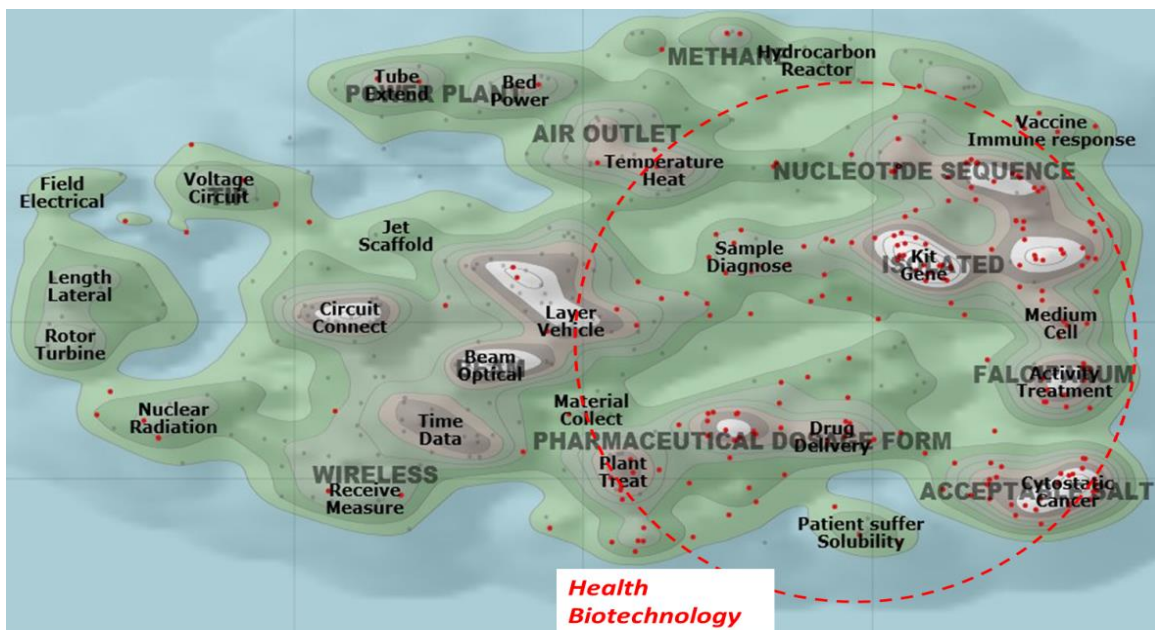 METHANE
Hydrocarbon
Reactor
Tube
Extend
POWER PLANT
Bed
Power
AIR OUTLET
Vaccine
Immune response
Temperature
Heat
NUCLEOTIDE SEQUENCE
Field
Electrical
Voltage
Circuit
Jet
Scaffold
Sample
Diagnose
ISOLATED
Kit
Gene
Length
Lateral
Circuit
Connect
Layer
Vehicle
Medium
Cell
Rotor
Turbine
Beam
Optical
BEAM
Activity
Treatment
Nuclear
Radiation
Time
Data
Material
Collect
PHARMACEUTICAL DOSAGE FORM
Drug
Delivery
WIRELESS
Receive
Measure
Plant
Treat
ACCEPTABLE SALT
Cytostatic
Cancer
Patient suffer
Solubility
Health
Biotechnology